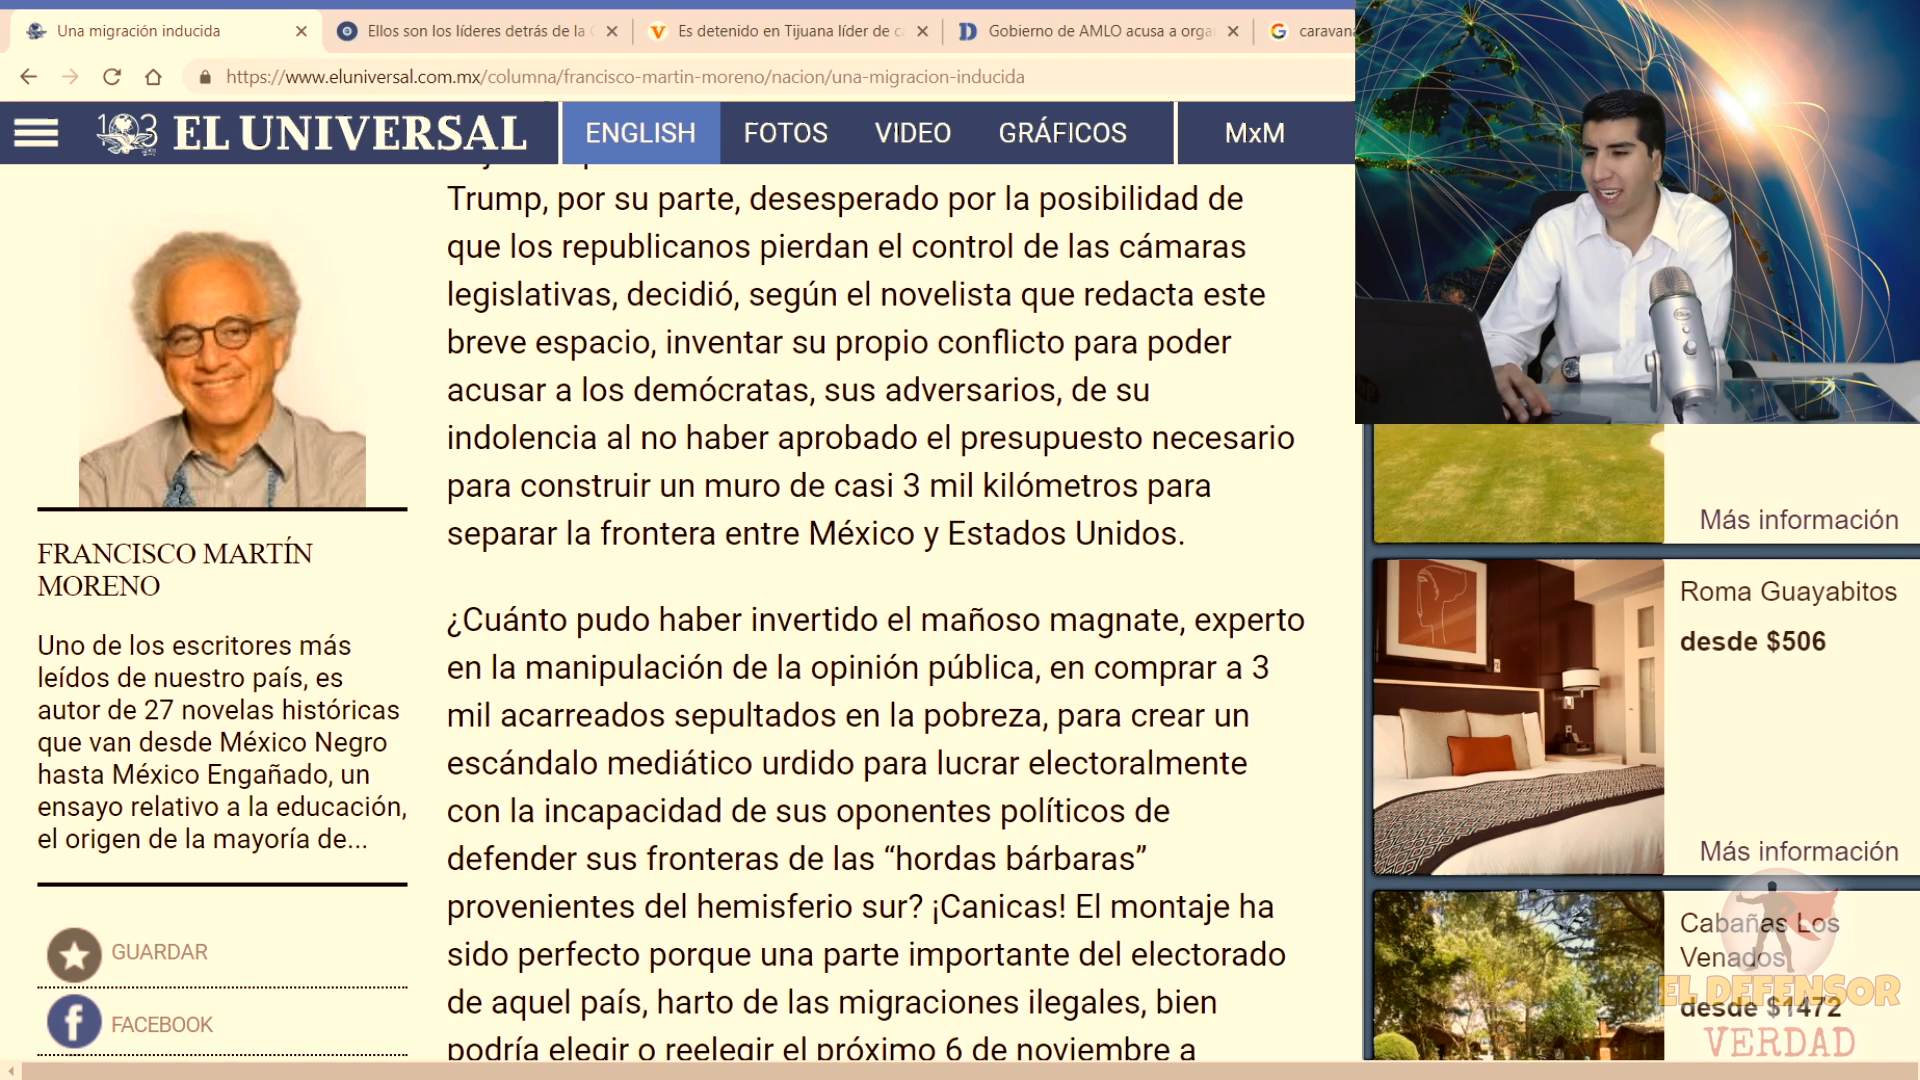 Una migración inducida
Ellos son los líderes detrás de la
Es detenido en Tijuana líder de
Gobierno de AMLO acusa a
https://www.eluniversal.com.mx/columna/francisco-martin-moreno/nacion/una-migracion-inducida
103 EL UNIVERSAL
ENGLISH FOTOS VIDEO GRÁFICOS MxM
Trump, por su parte, desesperado por la posibilidad de
que los republicanos pierdan el control de las cámaras
legislativas, decidió, según el novelista que redacta este
breve espacio, inventar su propio conflicto para poder
acusar a los demócratas, sus adversarios, de su
indolencia al no haber aprobado el presupuesto necesario
para construir un muro de casi 3 mil kilómetros para
separar la frontera entre México y Estados Unidos.
¿Cuánto pudo haber invertido el mañoso magnate, experto
en la manipulación de la opinión pública, en comprar a 3
mil acarreados sepultados en la pobreza, para crear un
escándalo mediático urdido para lucrar electoralmente
con la incapacidad de sus oponentes políticos de
defender sus fronteras de las “hordas bárbaras”
provenientes del hemisferio sur? ¡Canicas! El montaje ha
sido perfecto porque una parte importante del electorado
de aquel país, harto de las migraciones ilegales, bien
podría elegir o reelegir el próximo 6 de noviembre a
FRANCISCO MARTÍN
MORENO
Uno de los escritores más
leídos de nuestro país, es
autor de 27 novelas históricas
que van desde México Negro
hasta México Engañado, un
ensayo relativo a la educación,
el origen de la mayoría de...
GUARDAR
FACEBOOK
Más información
Roma Guayabitos
desde $506
Más información
Cabañas Los
Venados
desde $1472
EL DEFENSOR
VERDAD